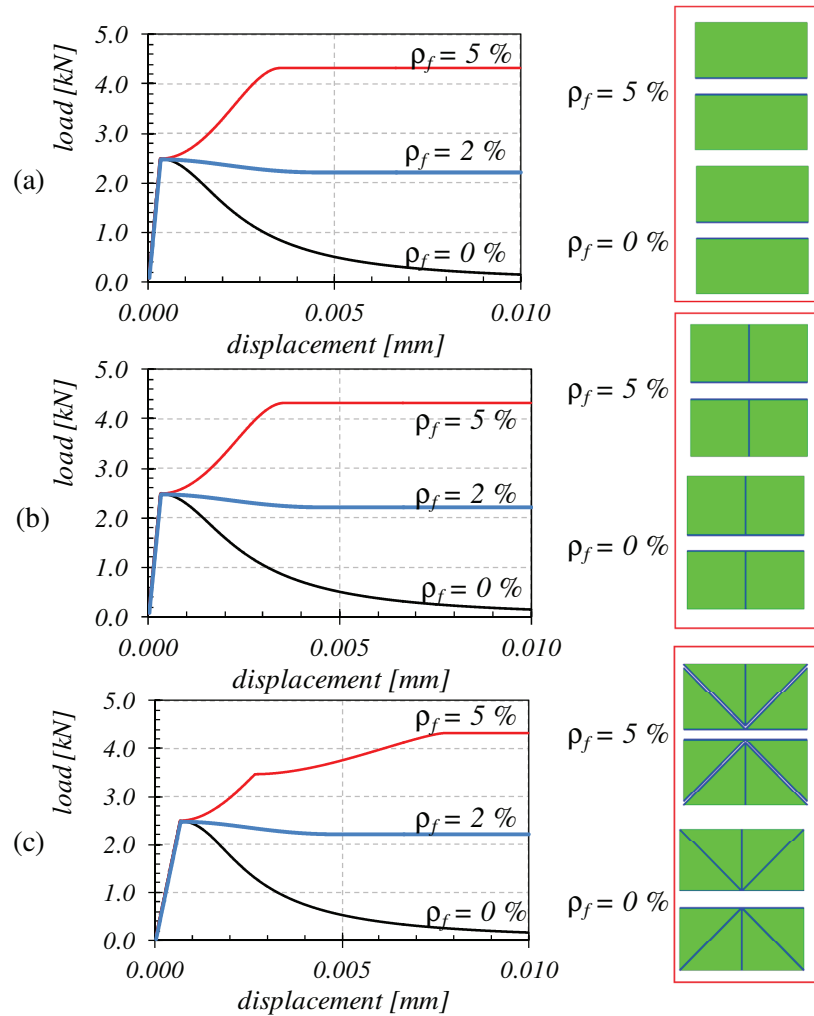 (a)
load [kN]
5.0
4.0
3.0
2.0
1.0
0.0
ρf = 5 %
ρf = 2 %
ρf = 0 %
0.000
0.005
0.010
displacement [mm]
ρf = 5 %
ρf = 0 %
(b)
load [kN]
5.0
4.0
3.0
2.0
1.0
0.0
ρf = 5 %
ρf = 2 %
ρf = 0 %
0.000
0.005
0.010
displacement [mm]
ρf = 5 %
ρf = 0 %
(c)
load [kN]
5.0
4.0
3.0
2.0
1.0
0.0
ρf = 5 %
ρf = 2 %
ρf = 0 %
0.000
0.005
0.010
displacement [mm]
ρf = 5 %
ρf = 0 %